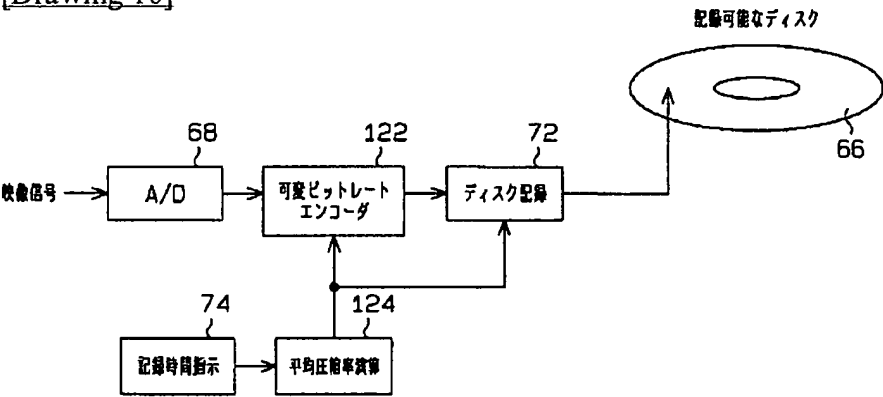 [Drawing 10]
記録可能なディスク
66
68
122
72
映像信号
A/D
可変ビットレート
エンコーダ
ディスク記録
74
124
記録時間指示
平均圧縮率演算